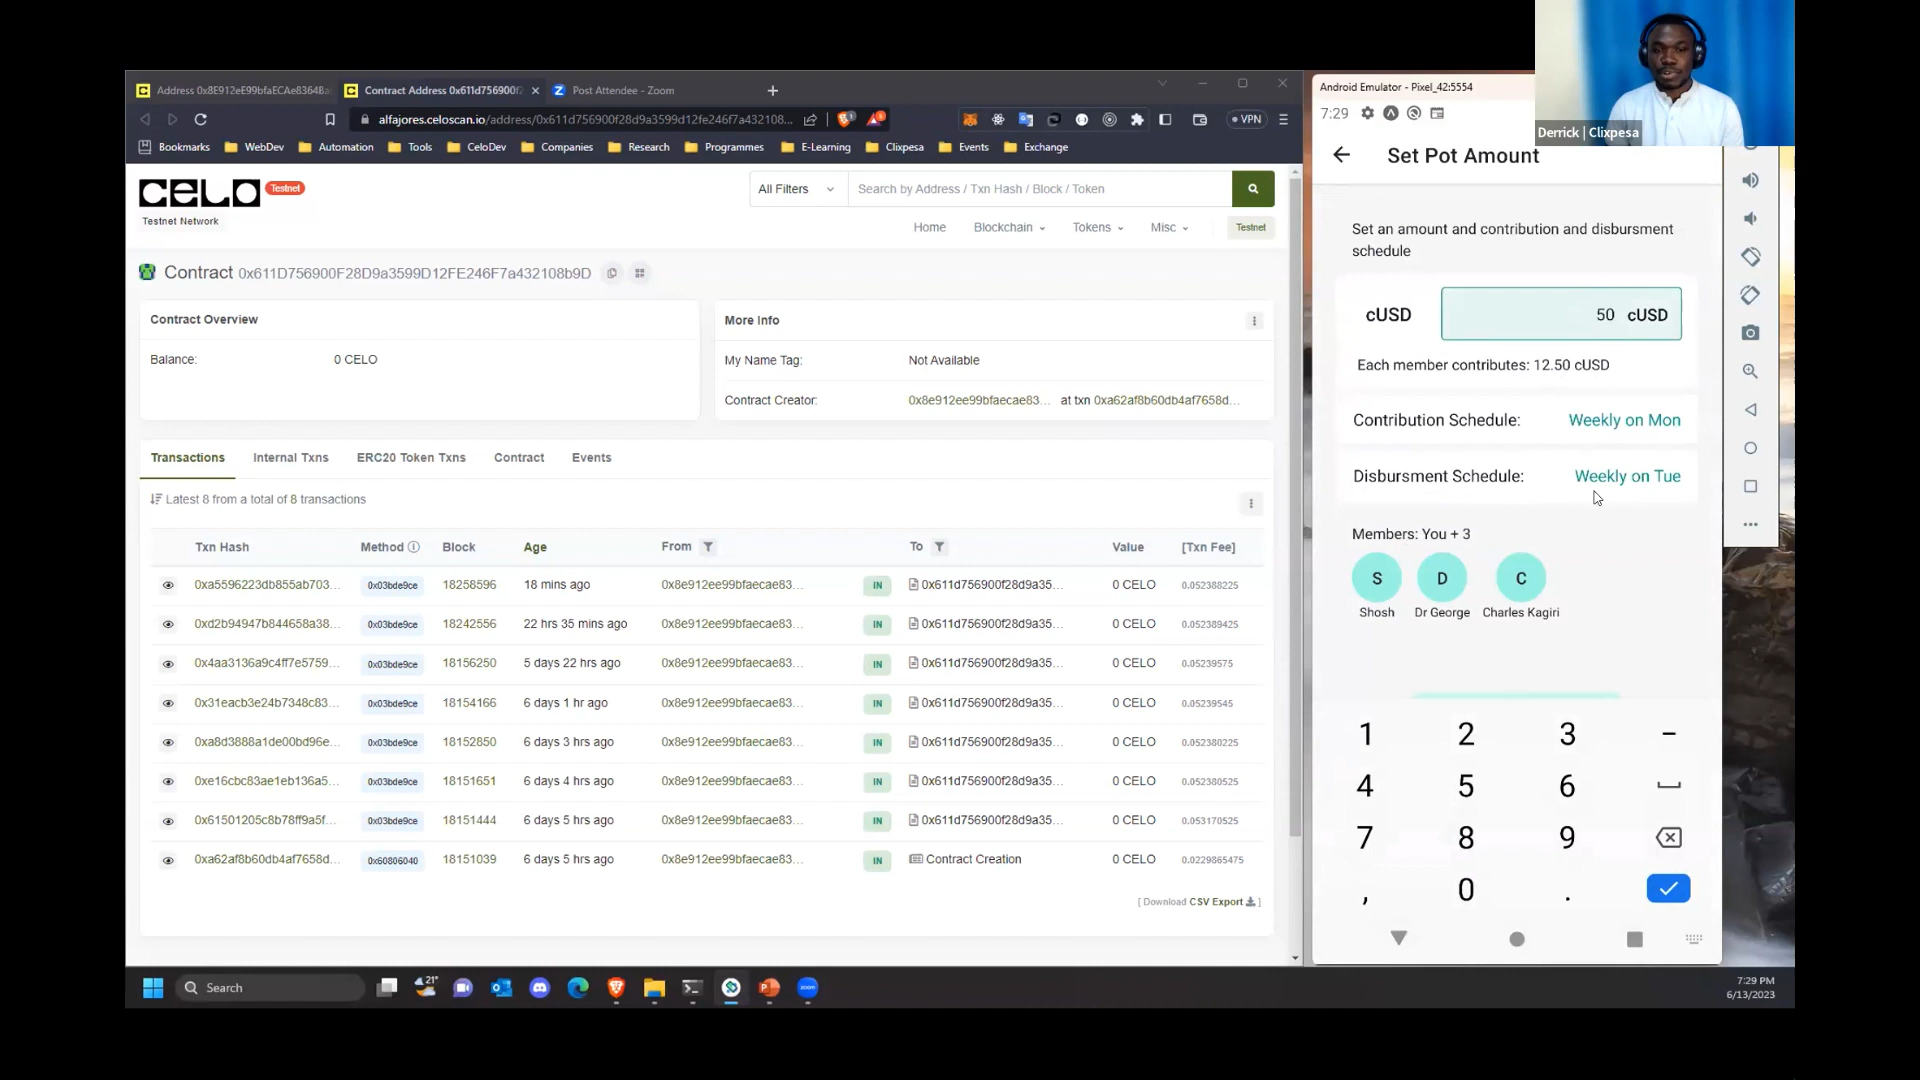 Address 0x8E912eE99bfaECAe8364Ba
Contract Address 0x611d756900f2
Post Attendee - Zoom
alfajores.celoscan.io/address/0x611d756900f28d9a3599d12fe246f7a432108...
VPN
Bookmarks
WebDev
Automation
Tools
CeloDev
Companies
Research
Programmes
E-Learning
Clixpesa
Events
Exchange
CELO
Testnet
Testnet Network
All Filters
Search by Address / Txn Hash / Block / Token
Home
Blockchain
Tokens
Misc
Testnet
Contract 0x611D756900F28D9a3599D12FE246F7a432108b9D
Contract Overview
Balance: 0 CELO
More Info
My Name Tag: Not Available
Contract Creator: 0x8e912ee99bfaecae83... at txn 0xa62af8b60db4af7658d...
Transactions
Internal Txns
ERC20 Token Txns
Contract
Events
Latest 8 from a total of 8 transactions
Txn Hash Method Block Age From To Value [Txn Fee]
0xa5596223db855ab703... 0x03bde9ce 18258596 18 mins ago 0x8e912ee99bfaecae83... IN 0x611d756900f28d9a35... 0 CELO 0.052388225
0xd2b94947b844658a38... 0x03bde9ce 18242556 22 hrs 35 mins ago 0x8e912ee99bfaecae83... IN 0x611d756900f28d9a35... 0 CELO 0.052389425
0x4aa3136a9c4ff7e5759... 0x03bde9ce 18156250 5 days 22 hrs ago 0x8e912ee99bfaecae83... IN 0x611d756900f28d9a35... 0 CELO 0.05239575
0x31eacb3e24b7348c83... 0x03bde9ce 18154166 6 days 1 hr ago 0x8e912ee99bfaecae83... IN 0x611d756900f28d9a35... 0 CELO 0.05239545
0xa8d3888a1de00bd96e... 0x03bde9ce 18152850 6 days 3 hrs ago 0x8e912ee99bfaecae83... IN 0x611d756900f28d9a35... 0 CELO 0.052380225
0xe16cbc83ae1eb136a5... 0x03bde9ce 18151651 6 days 4 hrs ago 0x8e912ee99bfaecae83... IN 0x611d756900f28d9a35... 0 CELO 0.052380525
0x61501205c8b78ff9a5f... 0x03bde9ce 18151444 6 days 5 hrs ago 0x8e912ee99bfaecae83... IN 0x611d756900f28d9a35... 0 CELO 0.053170525
0xa62af8b60db4af7658d... 0x60806040 18151039 6 days 5 hrs ago 0x8e912ee99bfaecae83... IN Contract Creation 0 CELO 0.0229865475
[ Download CSV Export ]
Android Emulator - Pixel_42:5554
7:29
Derrick | Clixpesa
Set Pot Amount
Set an amount and contribution and disbursment
schedule
cUSD 50 cUSD
Each member contributes: 12.50 cUSD
Contribution Schedule: Weekly on Mon
Disbursment Schedule: Weekly on Tue
Members: You + 3
S D C
Shosh Dr George Charles Kagiri
1 2 3 -
4 5 6
7 8 9
, 0 .
Search
21°
zoom
7:29 PM
6/13/2023